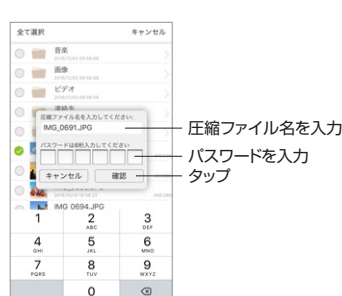 全て選択 キャンセル
音楽
画像
ビデオ
連絡先
圧縮ファイル名を入力してください:
IMG_0691.JPG
圧縮ファイル名を入力
パスワードは6桁入力してください
パスワードを入力
キャンセル 確認
タップ
IMG_0694.JPG
1 2 3
ABC DEF
4 5 6
GHI JKL MNO
7 8 9
PQRS TUV WXYZ
0